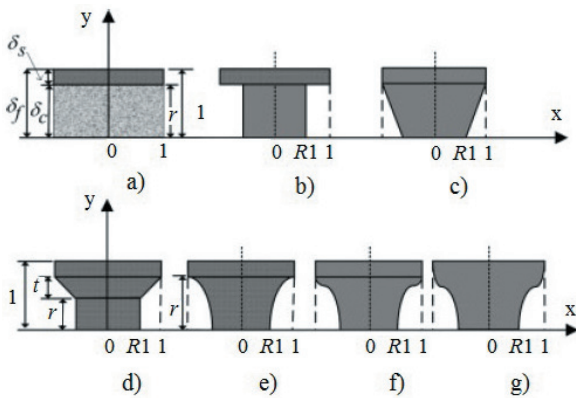 y y
δs
δf δc r 1 x
0 1 0 R1 1 0 R1 1
a) b) c)
y
1 t r r x
0 R1 1 0 R1 1 0 R1 1 0 R1 1
d) e) f) g)